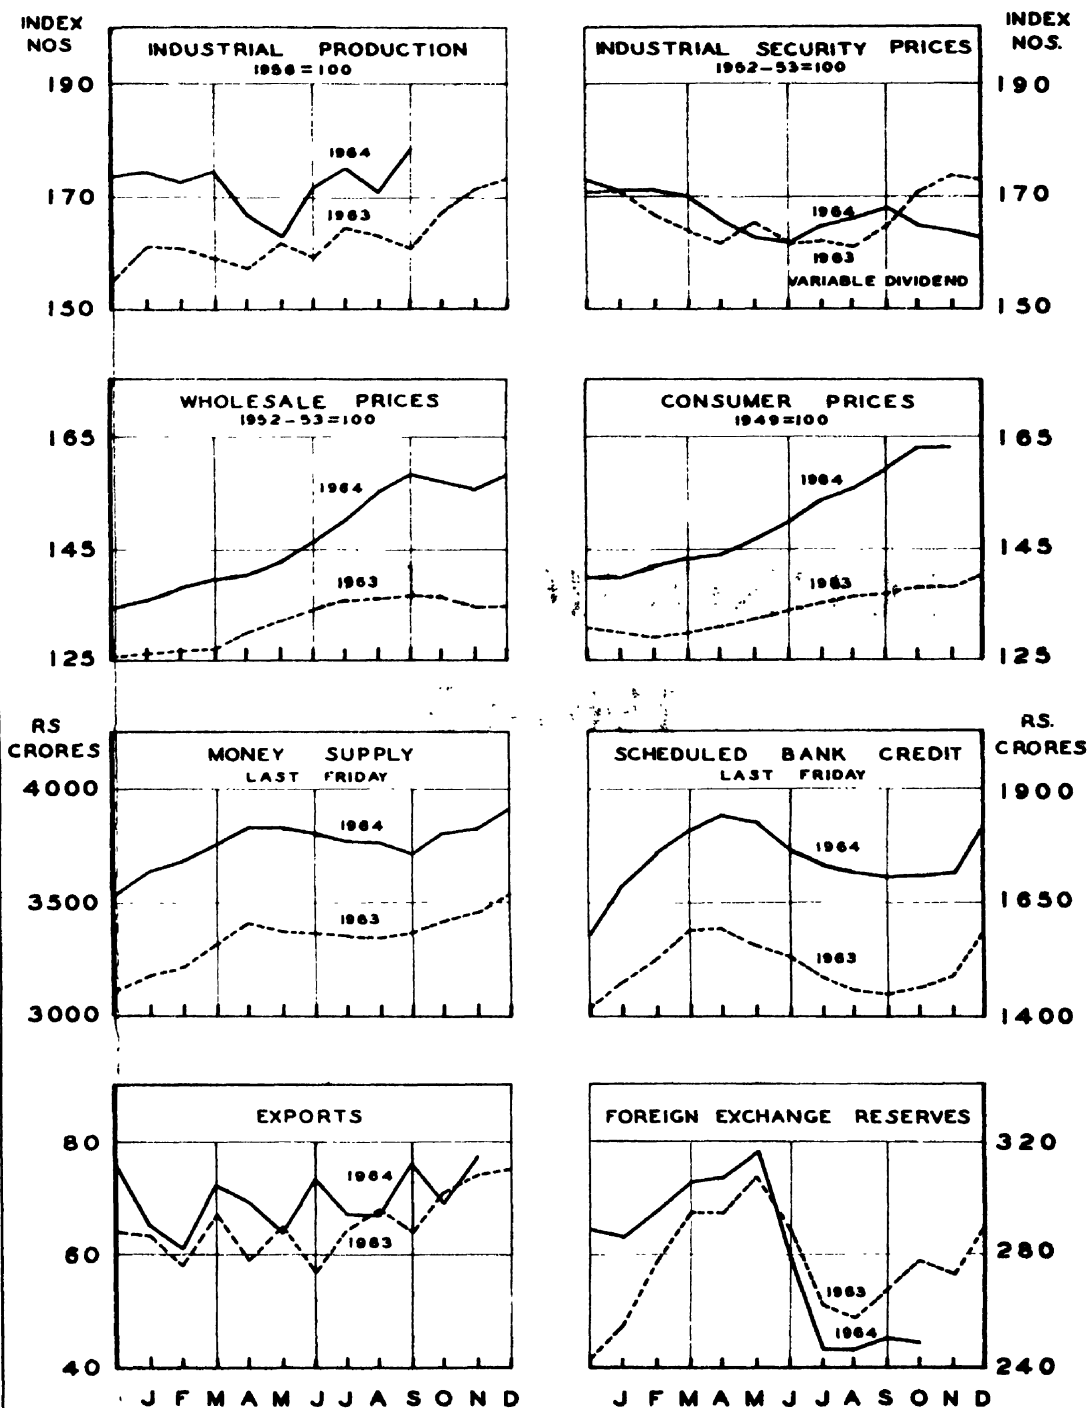 INDEX
NOS
INDUSTRIAL PRODUCTION
1956=100
190
170
150
1964
1963
INDUSTRIAL SECURITY PRICES
1952-53=100
INDEX
NOS.
190
170
150
1964
1963
VARIABLE DIVIDEND
WHOLESALE PRICES
1952-53=100
165
145
125
1964
1963
CONSUMER PRICES
1949=100
165
145
125
1964
1963
RS
CRORES
MONEY SUPPLY
LAST FRIDAY
4000
3500
3000
1964
1963
SCHEDULED BANK CREDIT
LAST FRIDAY
RS.
CRORES
1900
1650
1400
1964
1963
EXPORTS
80
60
40
1964
1963
J F M A M J J A S O N D
FOREIGN EXCHANGE RESERVES
320
280
240
1963
1964
J F M A M J J A S O N D